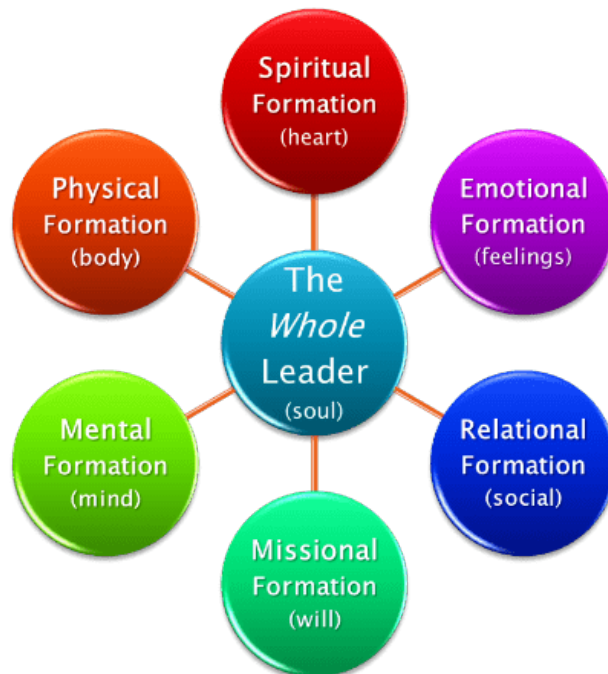 Spiritual
Formation
(heart)
Physical
Formation
(body)
Emotional
Formation
(feelings)
The
Whole
Leader
(soul)
Mental
Formation
(mind)
Relational
Formation
(social)
Missional
Formation
(will)